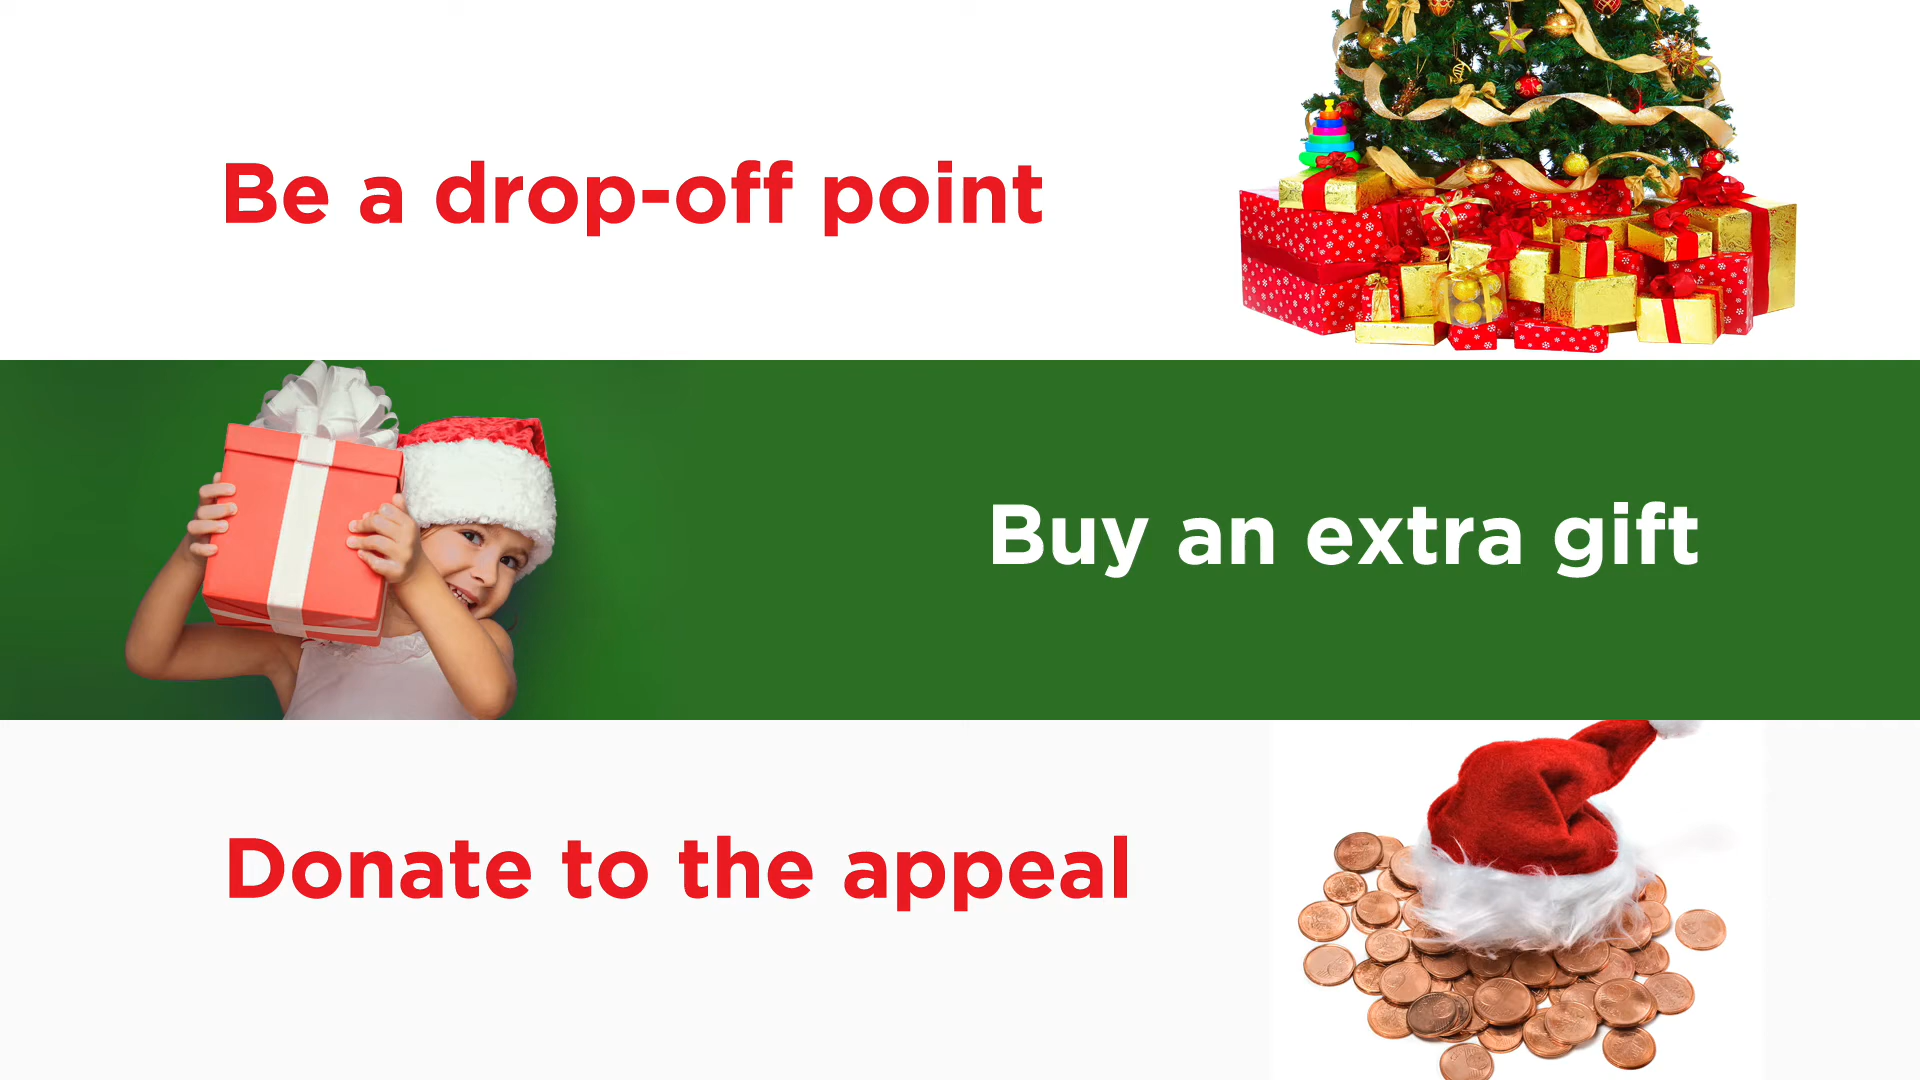 Be a drop-off point
Buy an extra gift
Donate to the appeal